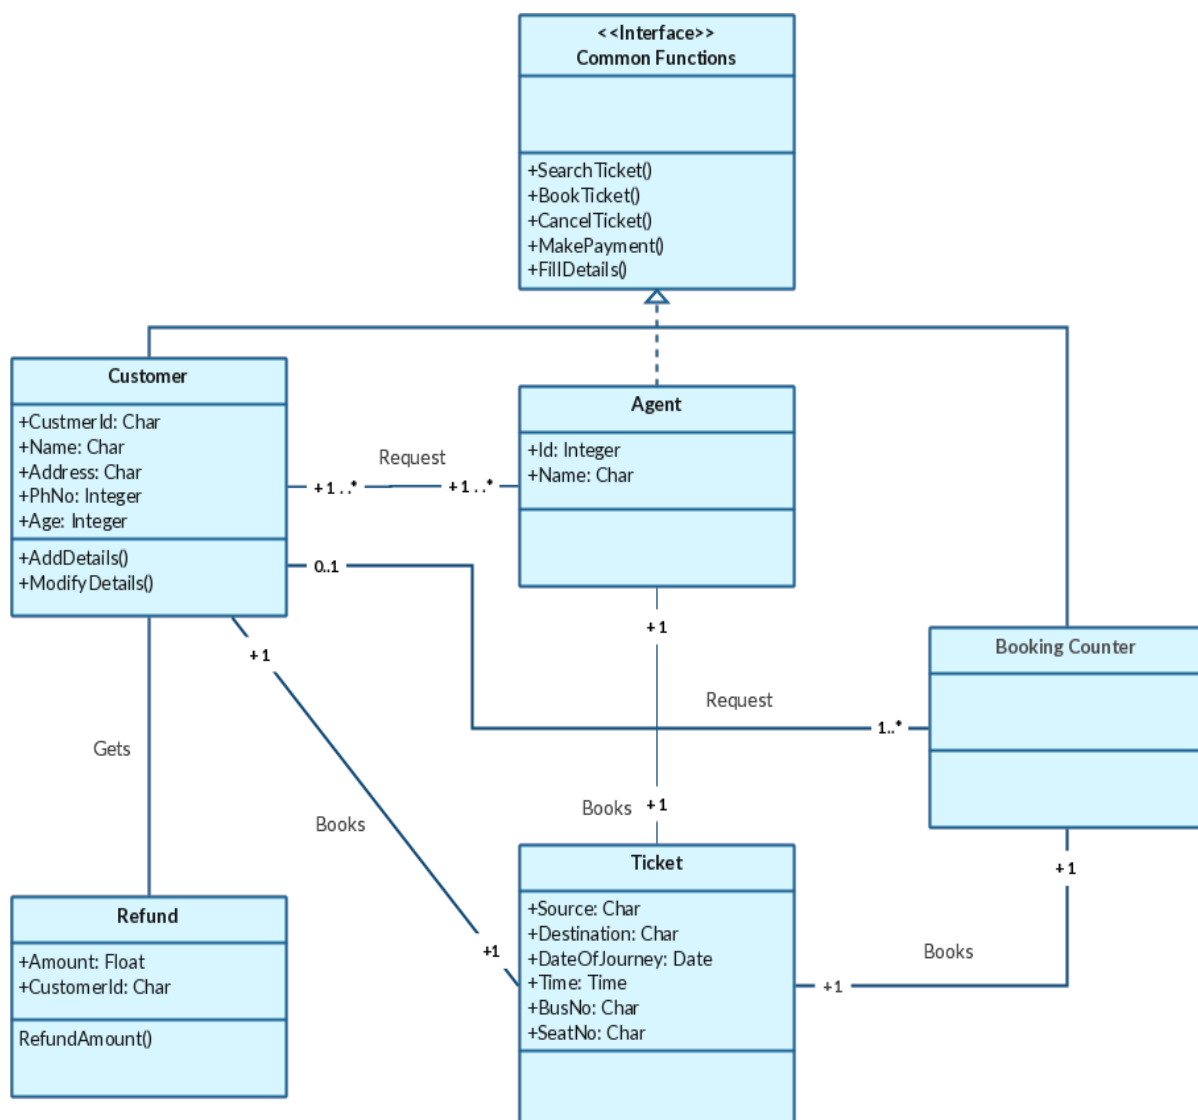 <<Interface>>
Common Functions
+SearchTicket()
+BookTicket()
+CancelTicket()
+MakePayment()
+FillDetails()
Customer
+CustmerId: Char
+Name: Char
+Address: Char
+PhNo: Integer
+Age: Integer
+AddDetails()
+ModifyDetails()
Request
+1..*
+1..*
Agent
+Id: Integer
+Name: Char
0..1
+1
+1
Booking Counter
Request
1..*
Gets
Books
Books
+1
+1
+1
Books
+1
Refund
+Amount: Float
+CustomerId: Char
RefundAmount()
Ticket
+Source: Char
+Destination: Char
+DateOfJourney: Date
+Time: Time
+BusNo: Char
+SeatNo: Char